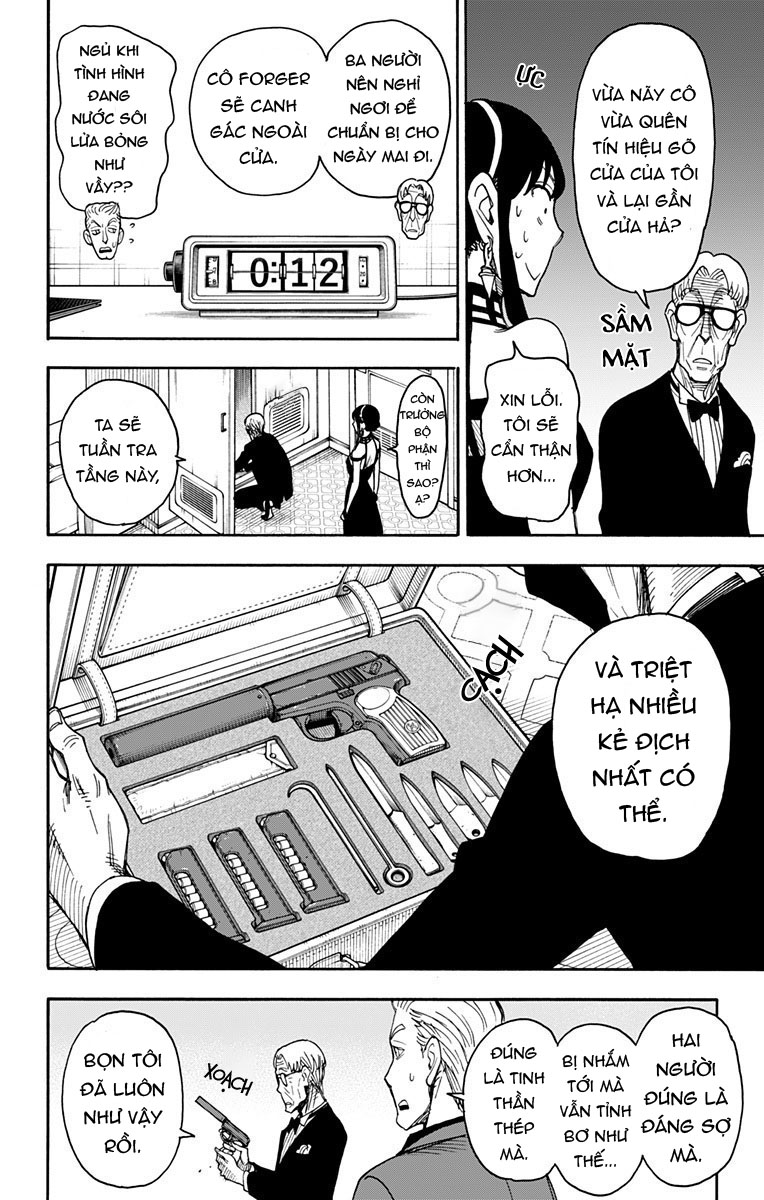 ỰC
VỪA NÃY CÔ
VỪA QUÊN
TÍN HIỆU GÕ
CỬA CỦA TÔI
VÀ LẠI GẦN
CỬA HẢ?
SẦM
MẶT
XIN LỖI.
TÔI SẼ
CẨN THẬN
HƠN...
BA NGƯỜI
NÊN NGHỈ
NGƠI ĐỂ
CHUẨN BỊ CHO
NGÀY MAI ĐI.
CÔ FORGER
SẼ CANH
GÁC NGOÀI
CỬA.
NGỦ KHI
TÌNH HÌNH
ĐANG
NƯỚC SÔI
LỬA BỎNG
NHƯ
VẦY??
0:12
CÒN
TRƯỞNG
BỘ
PHẬN
THÌ
SAO?
Ạ?
TA SẼ
TUẦN TRA
TẦNG NÀY,
CẠCH
VÀ TRIỆT
HẠ NHIỀU
KẺ ĐỊCH
NHẤT CÓ
THỂ.
HAI
NGƯỜI
ĐÚNG LÀ
ĐÁNG SỢ
MÀ.
BỊ NHẮM
TỚI MÀ
VẪN TỈNH
BƠ NHƯ
THẾ...
ĐÚNG
LÀ TINH
THẦN
THÉP
MÀ.
XOẠCH
BỌN TÔI
ĐÃ LUÔN
NHƯ VẬY
RỒI.